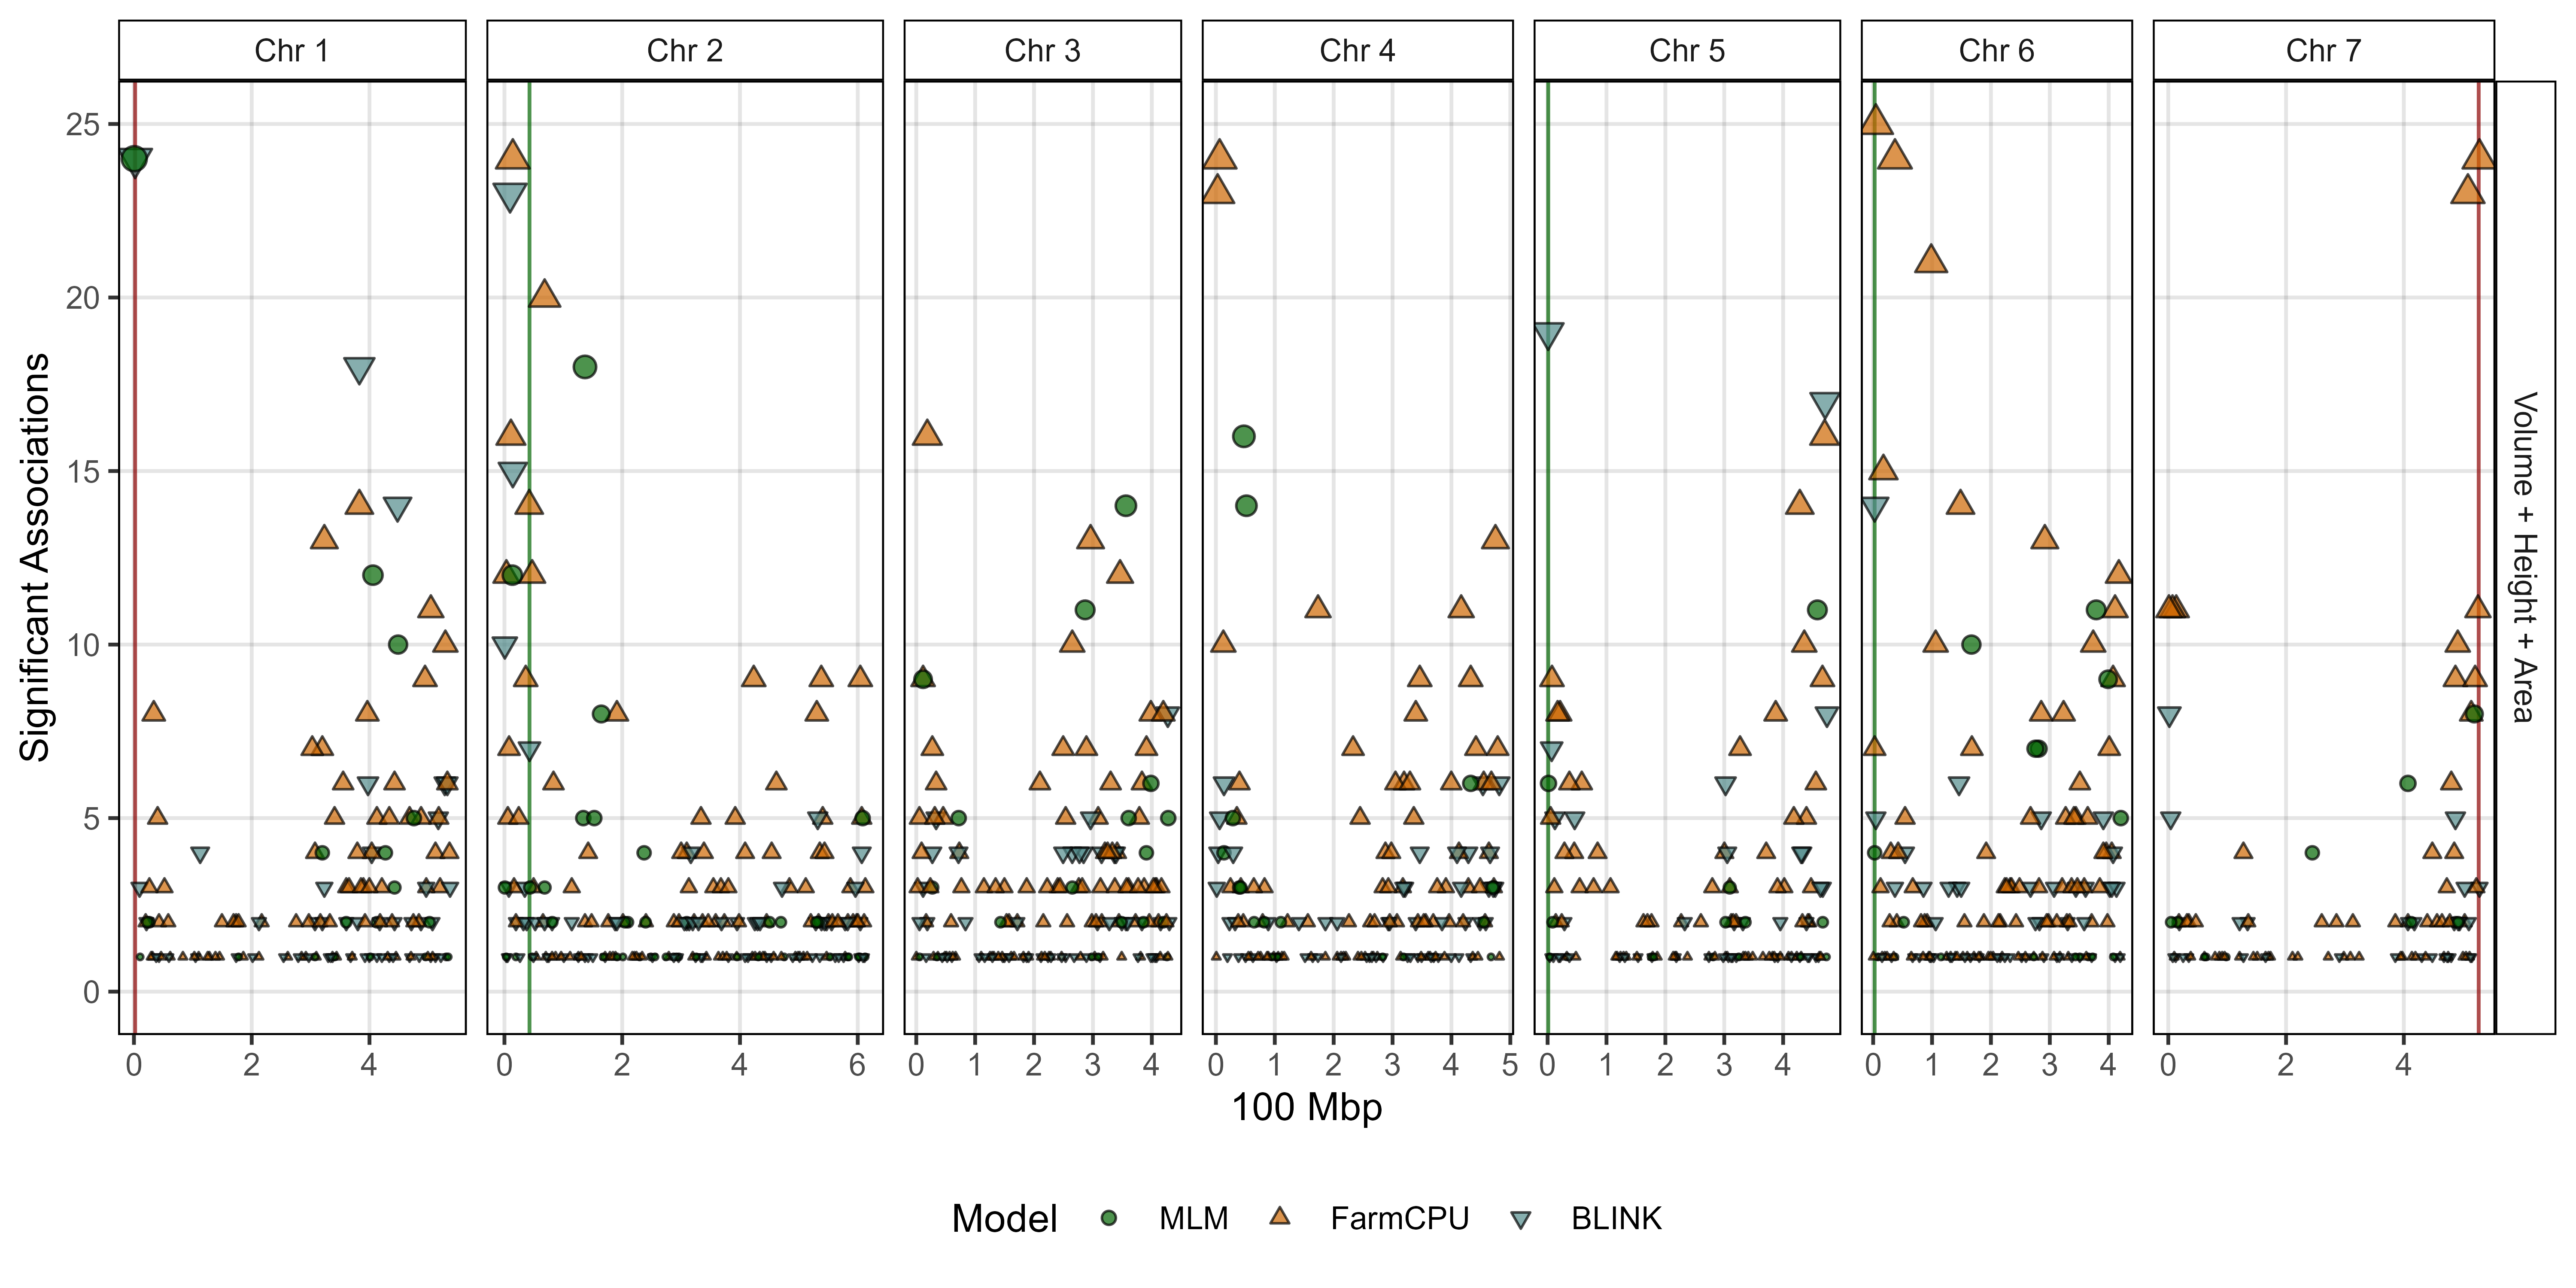 Chr 1 Chr 2 Chr 3 Chr 4 Chr 5 Chr 6 Chr 7
25
20
15
10
5
0
Significant Associations
Volume + Height + Area
0 2 4 0 2 4 6 0 1 2 3 4 0 1 2 3 4 5 0 1 2 3 4 0 1 2 3 4 0 2 4
100 Mbp
Model MLM FarmCPU BLINK